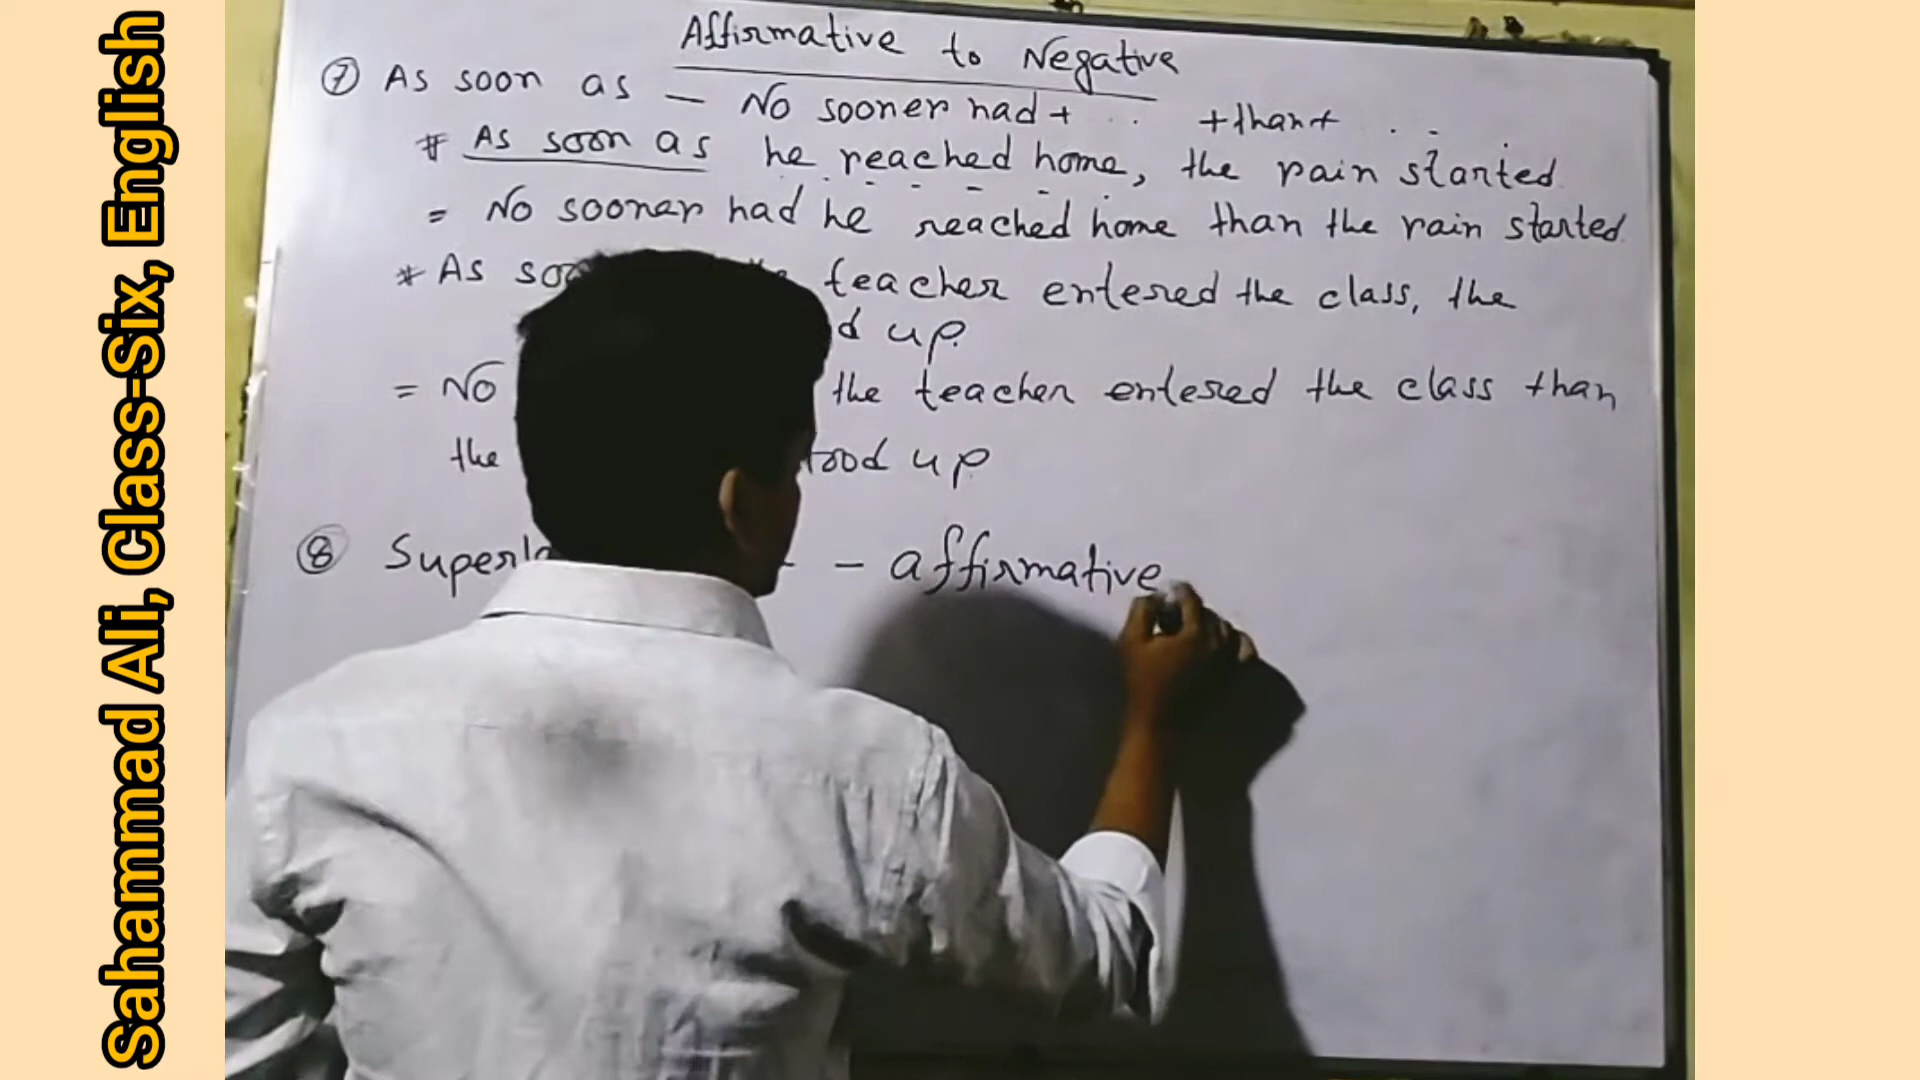 Sahammad Ali, Class-Six, English
Affirmative to Negative
⑦ As soon as — No sooner had + .. + than + ...
# As soon as he reached home, the rain started.
= No sooner had he reached home than the rain started.
* As teacher entered the class, the
up.
= No the teacher entered the class than
the up
⑧ - affirmative